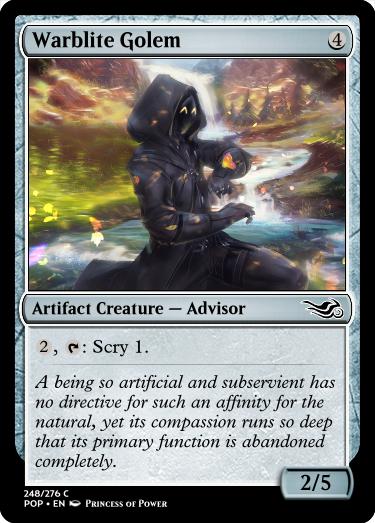 Warblite Golem 4
Artifact Creature — Advisor
2, : Scry 1.
A being so artificial and subservient has
no directive for such an affinity for the
natural, yet its compassion runs so deep
that its primary function is abandoned
completely.
2/5
248/276 C
POP • EN Princess of Power